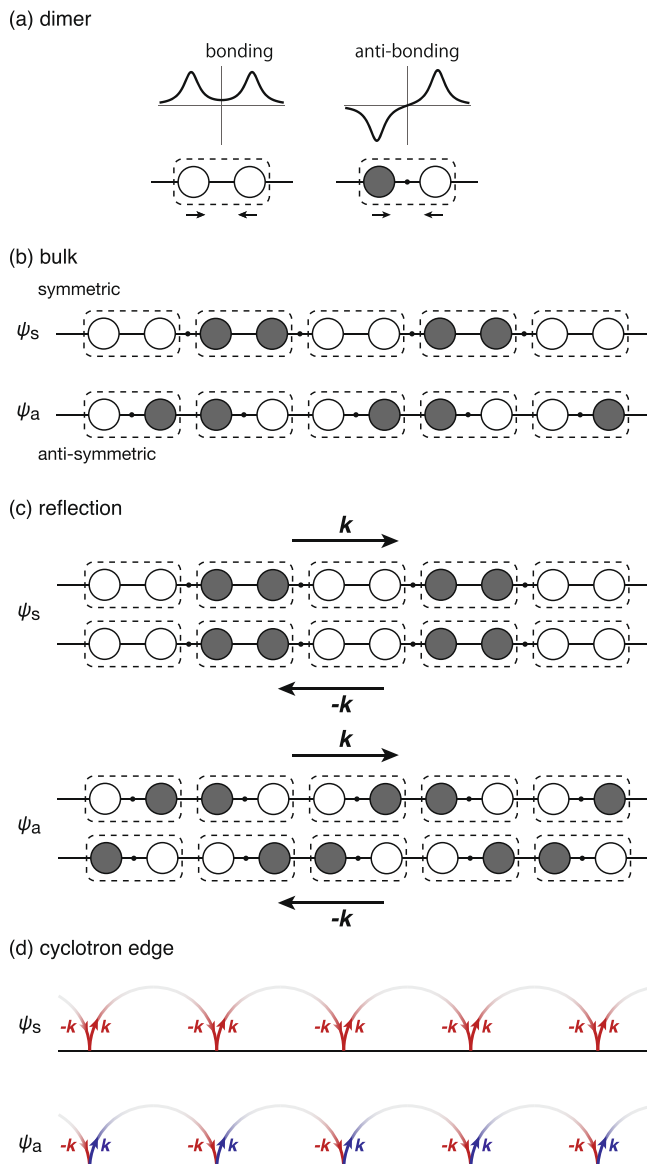 (a) dimer
bonding
anti-bonding
(b) bulk
symmetric
ψs
ψa
anti-symmetric
(c) reflection
k
ψs
-k
k
ψa
-k
(d) cyclotron edge
ψs -k k -k k -k k -k k -k k
ψa -k k -k k -k k -k k -k k